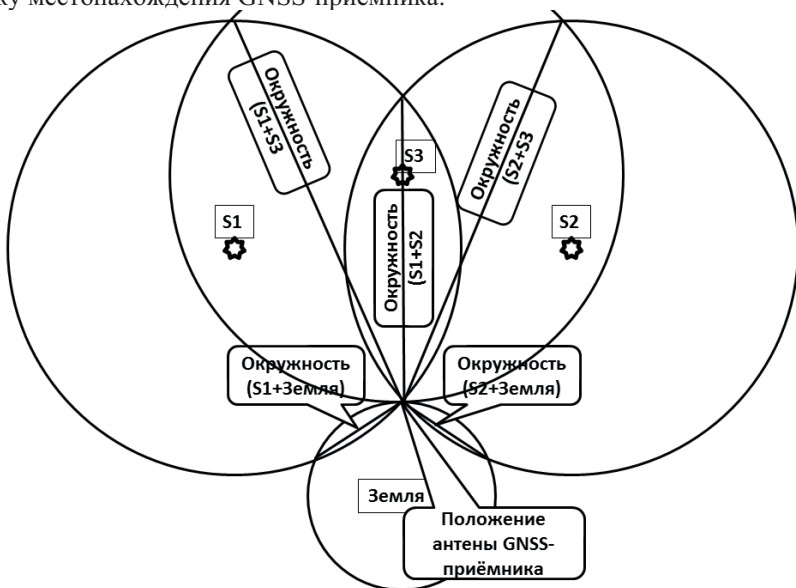 ку местонахождения GNSS-приёмника.
Окружность
(S1+S3
Окружность
(S2+S3
S3
S1
S2
Окружность
(S1+S2
Окружность
(S1+Земля)
Окружность
(S2+Земля)
Земля
Положение
антены GNSS-
приёмника